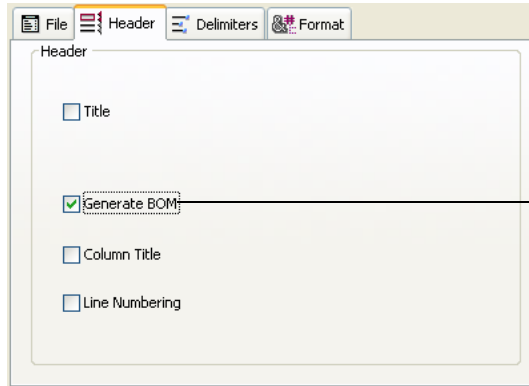 File Header Delimiters Format
Header
Title
Generate BOM
Column Title
Line Numbering